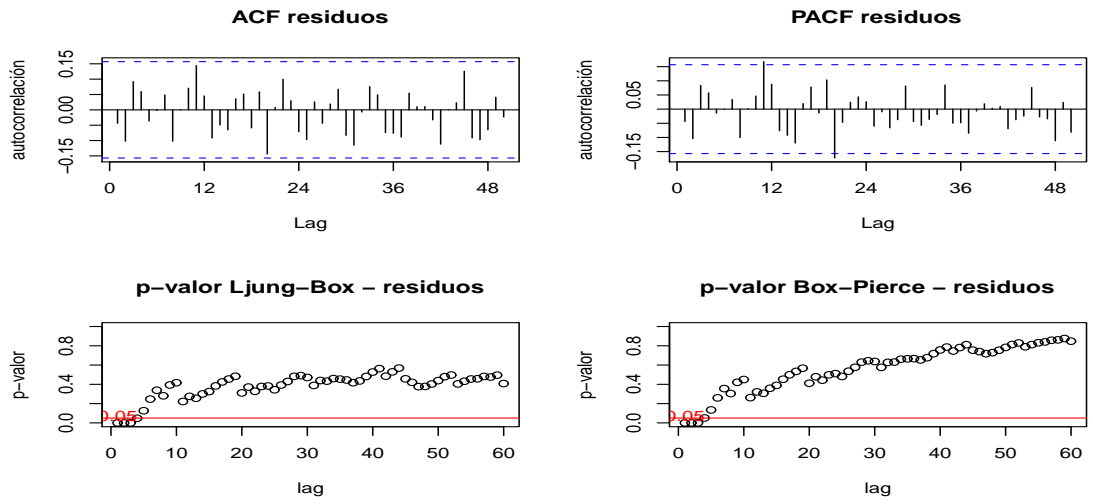 ACF residuos
autocorrelación
0.15
0.00
−0.15
0 12 24 36 48
Lag
PACF residuos
autocorrelación
0.05
−0.15
0 12 24 36 48
Lag
p−valor Ljung−Box − residuos
p−valor
0.8
0.4
0.0
0.05
0 10 20 30 40 50 60
lag
p−valor Box−Pierce − residuos
p−valor
0.8
0.4
0.0
0.05
0 10 20 30 40 50 60
lag